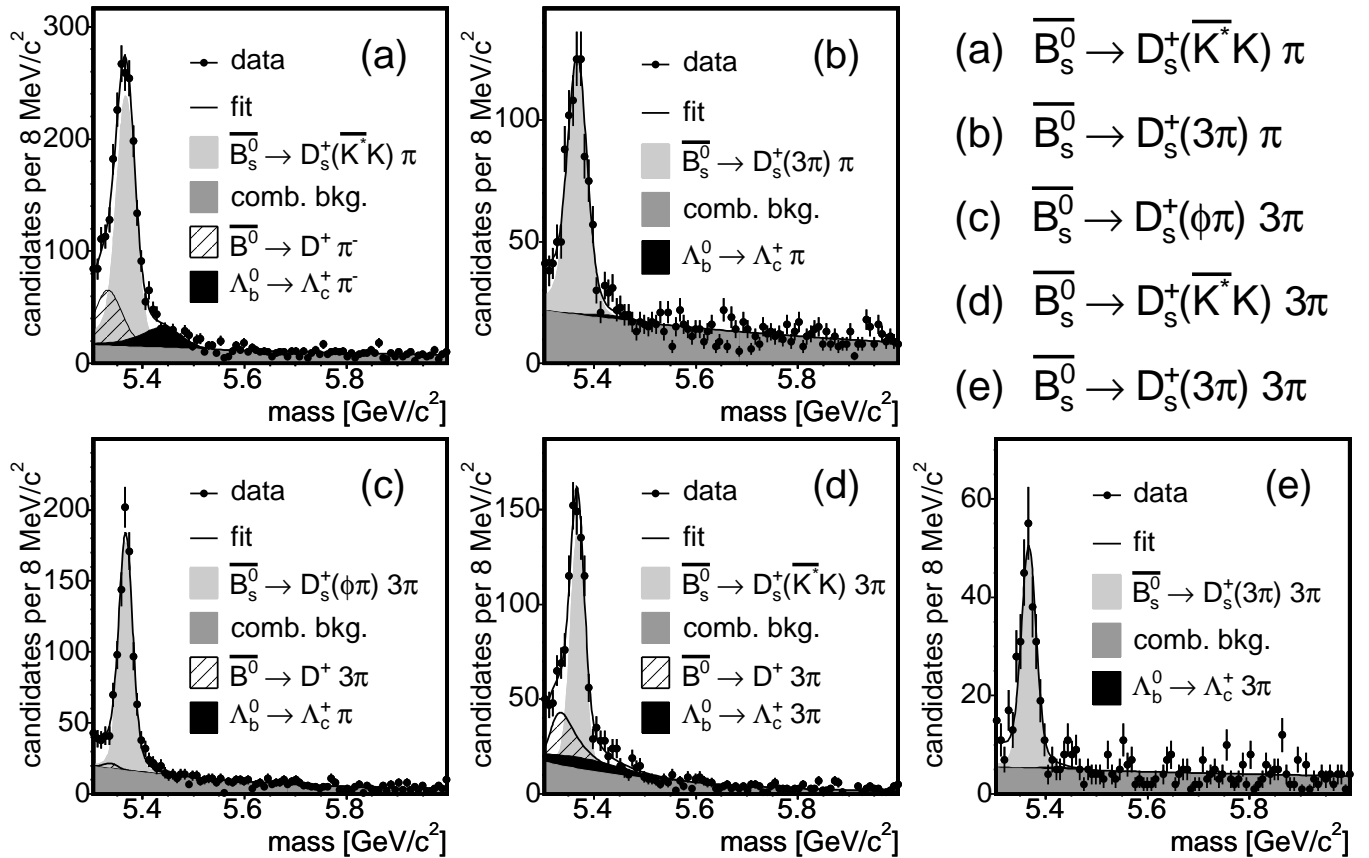 candidates per 8 MeV/c²
300
200
100
0
(a)
data
fit
B̅⁰ₛ → D⁺ₛ(K̅*K) π
comb. bkg.
B̅⁰ → D⁺ π⁻
Λ⁰_b → Λ⁺_c π⁻
5.4 5.6 5.8
mass [GeV/c²]
candidates per 8 MeV/c²
100
50
0
(b)
data
fit
B̅⁰ₛ → D⁺ₛ(3π) π
comb. bkg.
Λ⁰_b → Λ⁺_c π
5.4 5.6 5.8
mass [GeV/c²]
(a) B̅⁰ₛ → D⁺ₛ(K̅*K) π
(b) B̅⁰ₛ → D⁺ₛ(3π) π
(c) B̅⁰ₛ → D⁺ₛ(ϕπ) 3π
(d) B̅⁰ₛ → D⁺ₛ(K̅*K) 3π
(e) B̅⁰ₛ → D⁺ₛ(3π) 3π
candidates per 8 MeV/c²
200
150
100
50
0
(c)
data
fit
B̅⁰ₛ → D⁺ₛ(ϕπ) 3π
comb. bkg.
B̅⁰ → D⁺ 3π
Λ⁰_b → Λ⁺_c π
5.4 5.6 5.8
mass [GeV/c²]
candidates per 8 MeV/c²
150
100
50
0
(d)
data
fit
B̅⁰ₛ → D⁺ₛ(K̅*K) 3π
comb. bkg.
B̅⁰ → D⁺ 3π
Λ⁰_b → Λ⁺_c 3π
5.4 5.6 5.8
mass [GeV/c²]
candidates per 8 MeV/c²
60
40
20
0
(e)
data
fit
B̅⁰ₛ → D⁺ₛ(3π) 3π
comb. bkg.
Λ⁰_b → Λ⁺_c 3π
5.4 5.6 5.8
mass [GeV/c²]